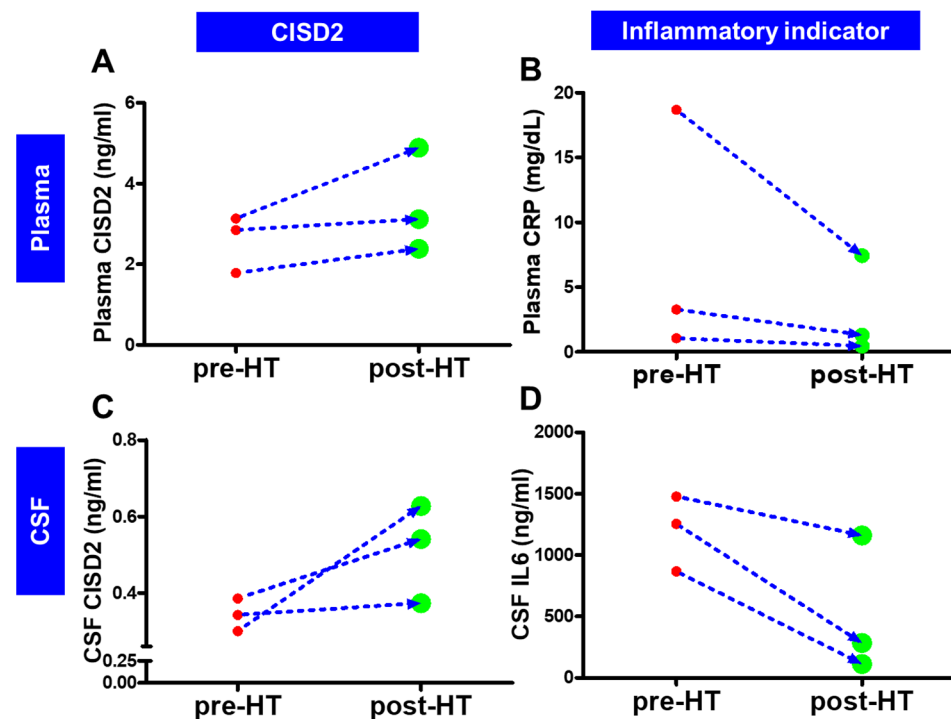 CISD2
Inflammatory indicator
Plasma
A
Plasma CISD2 (ng/ml)
6
4
2
0
pre-HT
post-HT
B
Plasma CRP (mg/dL)
20
15
10
5
0
pre-HT
post-HT
CSF
C
CSF CISD2 (ng/ml)
0.8
0.6
0.4
0.25
0.00
pre-HT
post-HT
D
CSF IL6 (ng/ml)
2000
1500
1000
500
0
pre-HT
post-HT